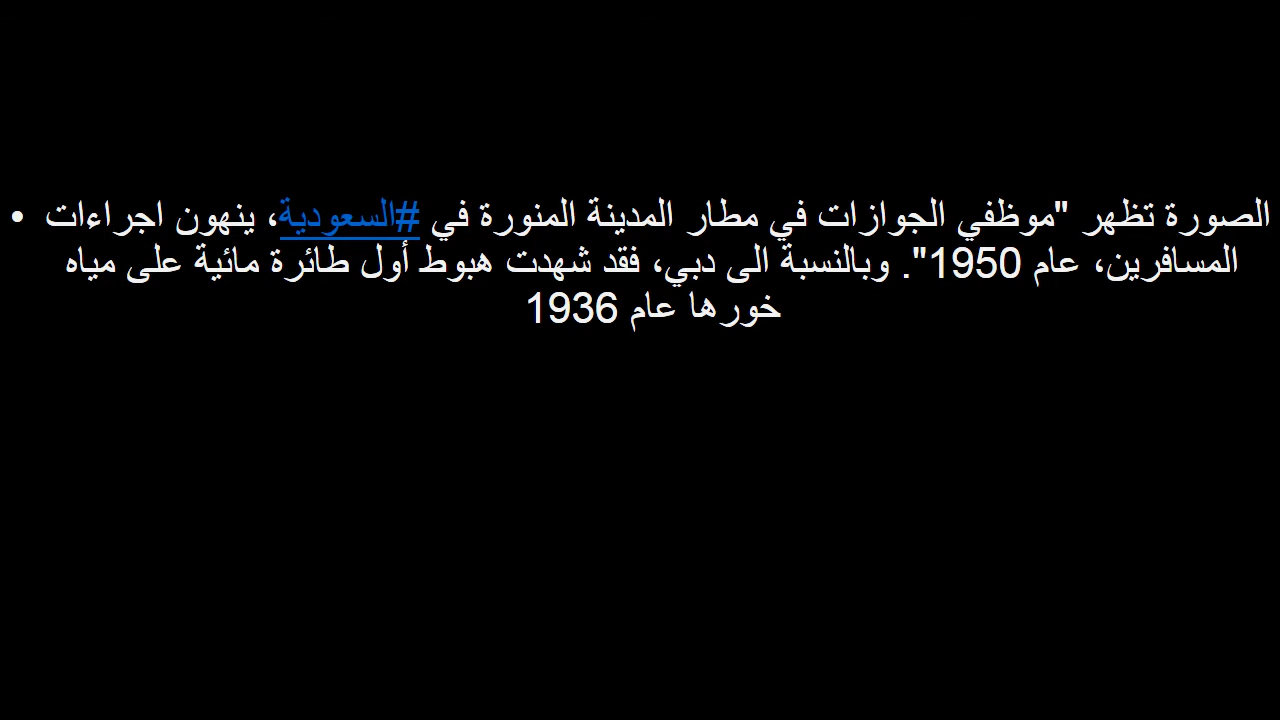 • الصورة تظهر "موظفي الجوازات في مطار المدينة المنورة في #السعودية، ينهون اجراءات
المسافرين، عام 1950". وبالنسبة الى دبي، فقد شهدت هبوط أول طائرة مائية على مياه
خورها عام 1936